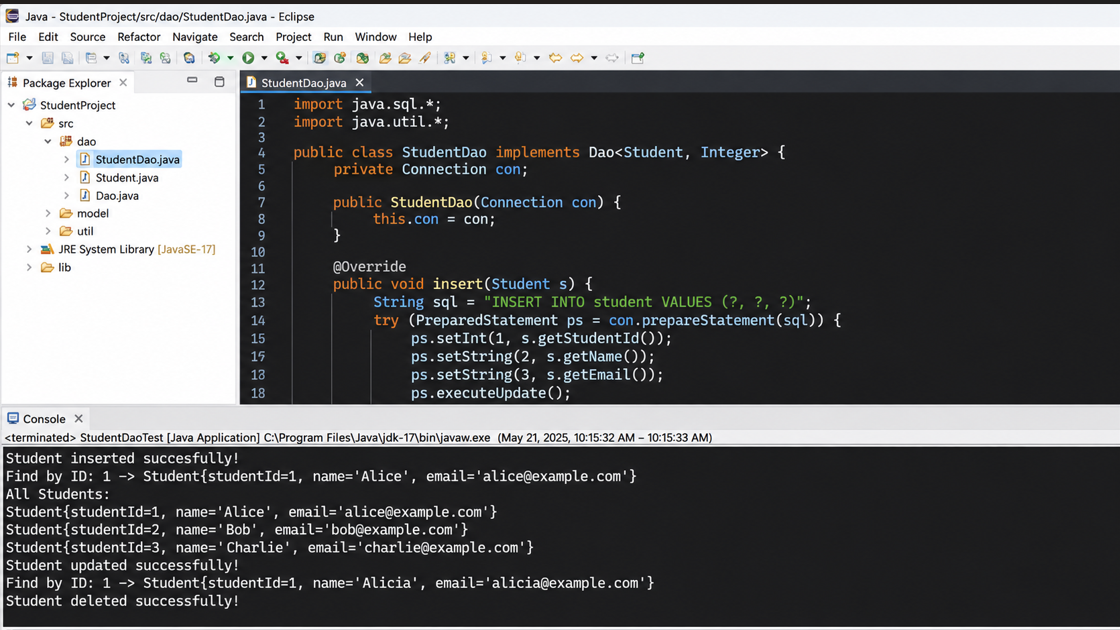 Java - StudentProject/src/dao/StudentDao.java - Eclipse
File Edit Source Refactor Navigate Search Project Run Window Help
Package Explorer
StudentProject
src
dao
StudentDao.java
Student.java
Dao.java
model
util
JRE System Library [JavaSE-17]
lib
StudentDao.java
1 import java.sql.*;
2 import java.util.*;
3
4 public class StudentDao implements Dao<Student, Integer> {
5 private Connection con;
6
7 public StudentDao(Connection con) {
8 this.con = con;
9 }
10
11 @Override
12 public void insert(Student s) {
13 String sql = "INSERT INTO student VALUES (?, ?, ?)";
14 try (PreparedStatement ps = con.prepareStatement(sql)) {
15 ps.setInt(1, s.getStudentId());
ps.setString(2, s.getName());
ps.setString(3, s.getEmail());
18 ps.executeUpdate();
Console
<terminated> StudentDaoTest [Java Application] C:\Program Files\Java\jdk-17\bin\javaw.exe (May 21, 2025, 10:15:32 AM – 10:15:33 AM)
Student inserted succesfully!
Find by ID: 1 -> Student{studentId=1, name='Alice', email='alice@example.com'}
All Students:
Student{studentId=1, name='Alice', email='alice@example.com'}
Student{studentId=2, name='Bob', email='bob@example.com'}
Student{studentId=3, name='Charlie', email='charlie@example.com'}
Student updated successfully!
Find by ID: 1 -> Student{studentId=1, name='Alicia', email='alicia@example.com'}
Student deleted successfully!